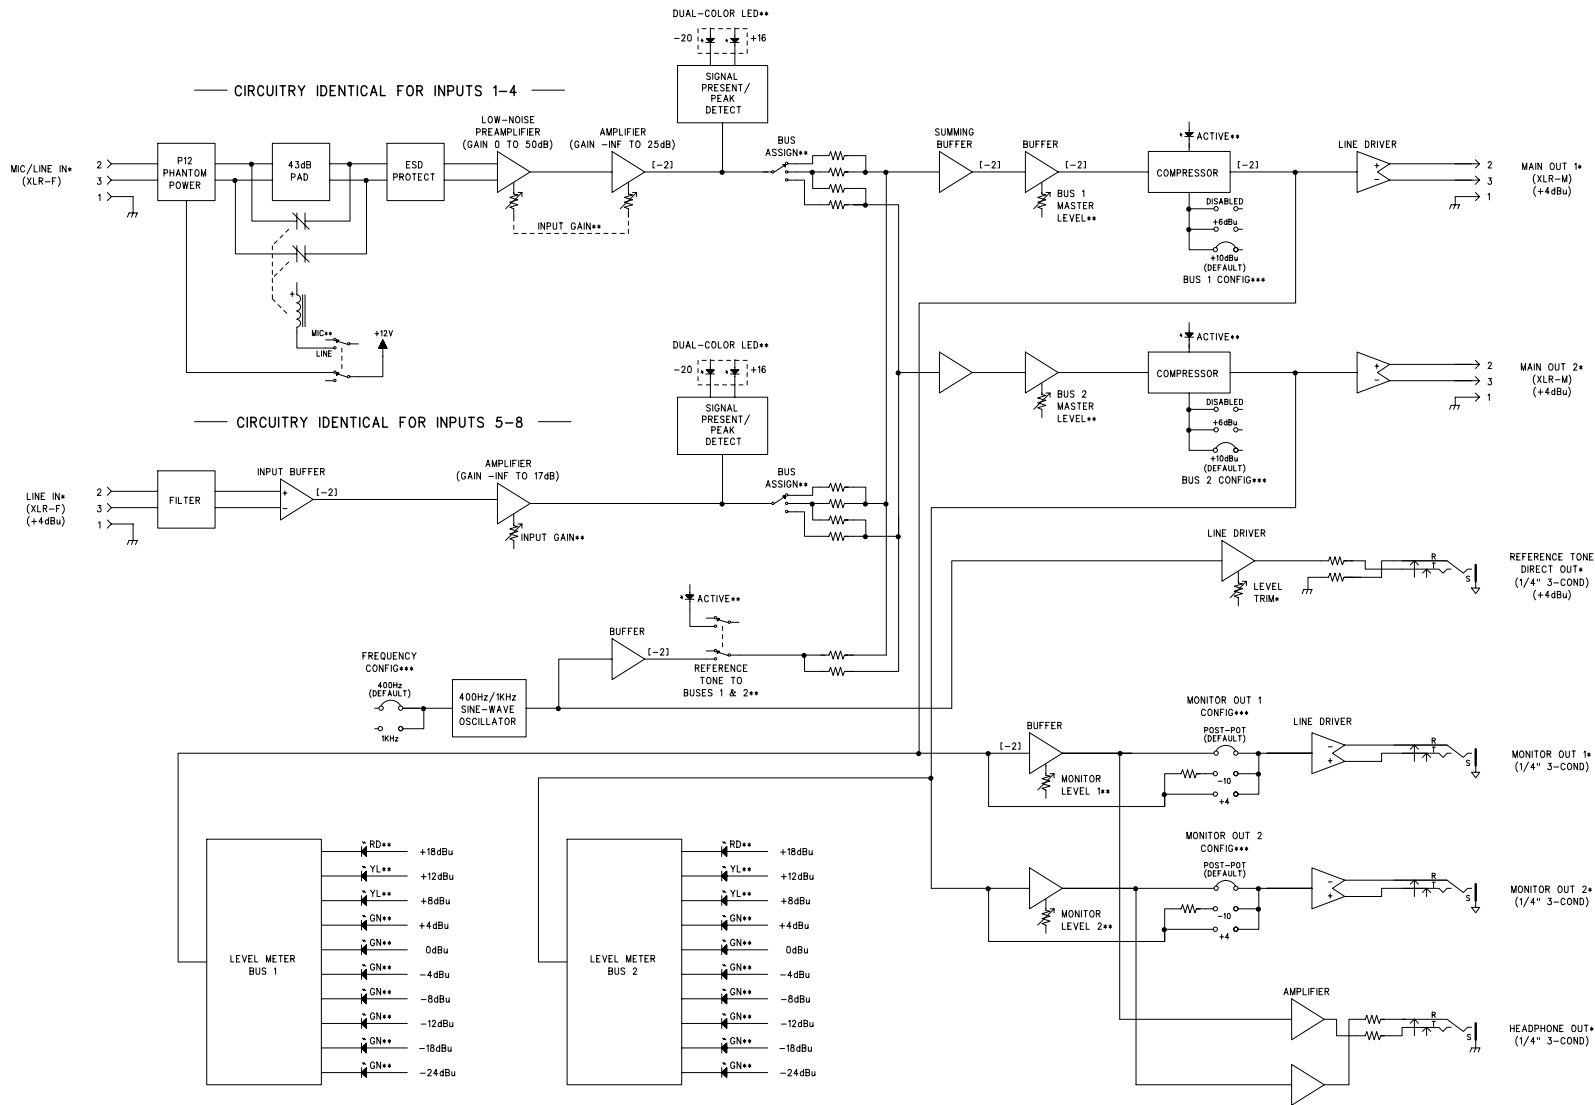 DUAL-COLOR LED**
-20
+16
SIGNAL
PRESENT/
PEAK
DETECT
CIRCUITRY IDENTICAL FOR INPUTS 1-4
MIC/LINE IN*
(XLR-F)
2
3
1
P12
PHANTOM
POWER
43dB
PAD
ESD
PROTECT
LOW-NOISE
PREAMPLIFIER
(GAIN 0 TO 50dB)
AMPLIFIER
(GAIN -INF TO 25dB)
[-2]
INPUT GAIN**
BUS
ASSIGN**
SUMMING
BUFFER
[-2]
BUFFER
[-2]
BUS 1
MASTER
LEVEL**
ACTIVE**
COMPRESSOR
[-2]
DISABLED
+6dBu
+10dBu
(DEFAULT)
BUS 1 CONFIG***
LINE DRIVER
+
-
2
3
1
MAIN OUT 1*
(XLR-M)
(+4dBu)
+
MIC**
LINE
+12V
DUAL-COLOR LED**
-20
+16
SIGNAL
PRESENT/
PEAK
DETECT
BUS 2
MASTER
LEVEL**
ACTIVE**
COMPRESSOR
DISABLED
+6dBu
+10dBu
(DEFAULT)
BUS 2 CONFIG***
+
-
2
3
1
MAIN OUT 2*
(XLR-M)
(+4dBu)
CIRCUITRY IDENTICAL FOR INPUTS 5-8
LINE IN*
(XLR-F)
(+4dBu)
2
3
1
FILTER
INPUT BUFFER
+
-
[-2]
AMPLIFIER
(GAIN -INF TO 17dB)
INPUT GAIN**
BUS
ASSIGN**
LINE DRIVER
LEVEL
TRIM*
R
T
S
REFERENCE TONE
DIRECT OUT*
(1/4" 3-COND)
(+4dBu)
ACTIVE**
BUFFER
[-2]
REFERENCE
TONE TO
BUSES 1 & 2**
FREQUENCY
CONFIG***
400Hz
(DEFAULT)
1KHz
400Hz/1KHz
SINE-WAVE
OSCILLATOR
BUFFER
[-2]
MONITOR
LEVEL 1**
MONITOR OUT 1
CONFIG***
POST-POT
(DEFAULT)
-10
+4
LINE DRIVER
-
+
R
T
S
MONITOR OUT 1*
(1/4" 3-COND)
MONITOR
LEVEL 2**
MONITOR OUT 2
CONFIG***
POST-POT
(DEFAULT)
-10
+4
-
+
R
T
S
MONITOR OUT 2*
(1/4" 3-COND)
LEVEL METER
BUS 1
RD** +18dBu
YL** +12dBu
YL** +8dBu
GN** +4dBu
GN** 0dBu
GN** -4dBu
GN** -8dBu
GN** -12dBu
GN** -18dBu
GN** -24dBu
LEVEL METER
BUS 2
RD** +18dBu
YL** +12dBu
YL** +8dBu
GN** +4dBu
GN** 0dBu
GN** -4dBu
GN** -8dBu
GN** -12dBu
GN** -18dBu
GN** -24dBu
AMPLIFIER
R
T
S
HEADPHONE OUT*
(1/4" 3-COND)